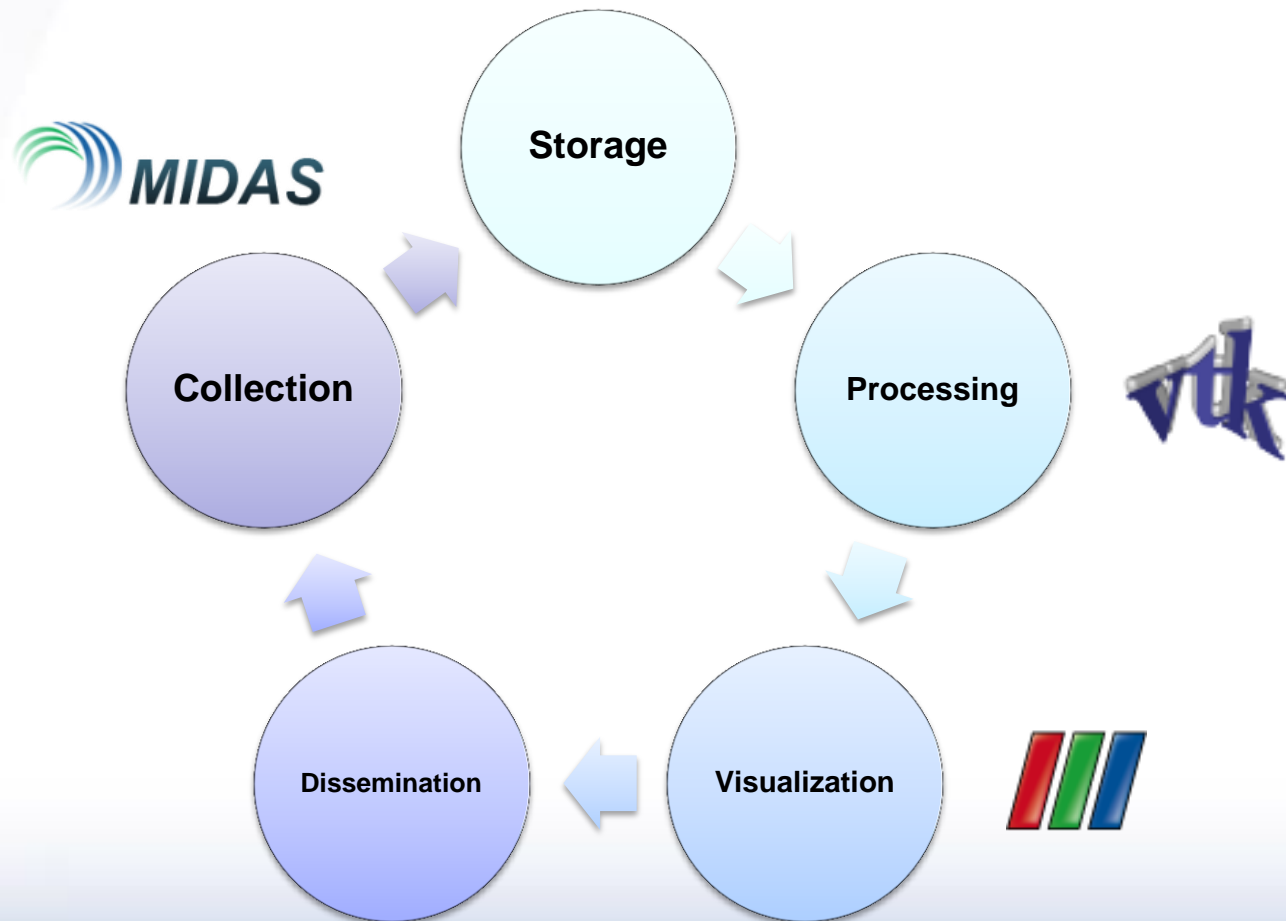 Storage
MIDAS
Collection
Processing
vtk
Dissemination
Visualization